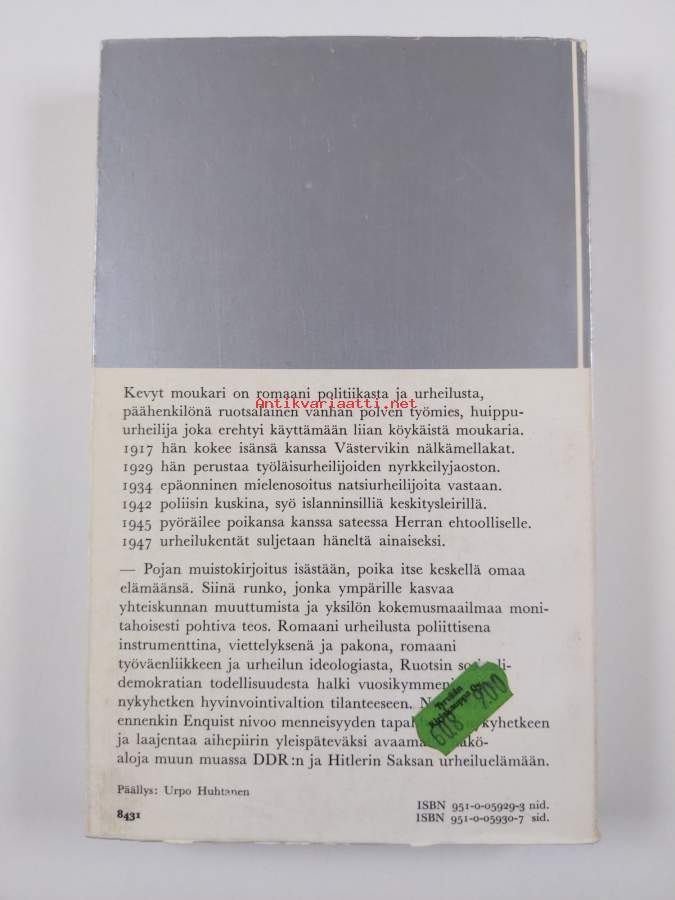 Kevyt moukari on romaani politiikasta ja urheilusta,
päähenkilönä ruotsalainen vanhan polven työmies, huippu-
Antikvariaatti.net
urheilija joka erehtyi käyttämään liian köykäistä moukaria.
1917 hän kokee isänsä kanssa Västervikin nälkämellakat.
1929 hän perustaa työläisurheilijoiden nyrkkeilyjaoston.
1934 epäonninen mielenosoitus natsiurheilijoita vastaan.
1942 poliisin kuskina, syö islanninsilliä keskitysleirillä.
1945 pyöräilee poikansa kanssa sateessa Herran ehtoolliselle.
1947 urheilukentät suljetaan häneltä ainaiseksi.
— Pojan muistokirjoitus isästään, poika itse keskellä omaa
elämäänsä. Siinä runko, jonka ympärille kasvaa
yhteiskunnan muuttumista ja yksilön kokemusmaailmaa moni-
tahoisesti pohtiva teos. Romaani urheilusta poliittisena
instrumenttina, viettelyksenä ja pakona, romaani
työväenliikkeen ja urheilun ideologiasta, Ruotsin
demokratian todellisuudesta halki
nykyhetken hyvinvointivaltion tilanteeseen.
ennenkin Enquist nivoo menneisyyden nykyhetkeen
ja laajentaa aihepiirin yleispäteväksi
aloja muun muassa DDR:n ja Hitlerin Saksan urheiluelämään.
9.00
60.8
Päällys: Urpo Huhtanen
8431
ISBN 951-0-05929-3 nid.
ISBN 951-0-05930-7 sid.